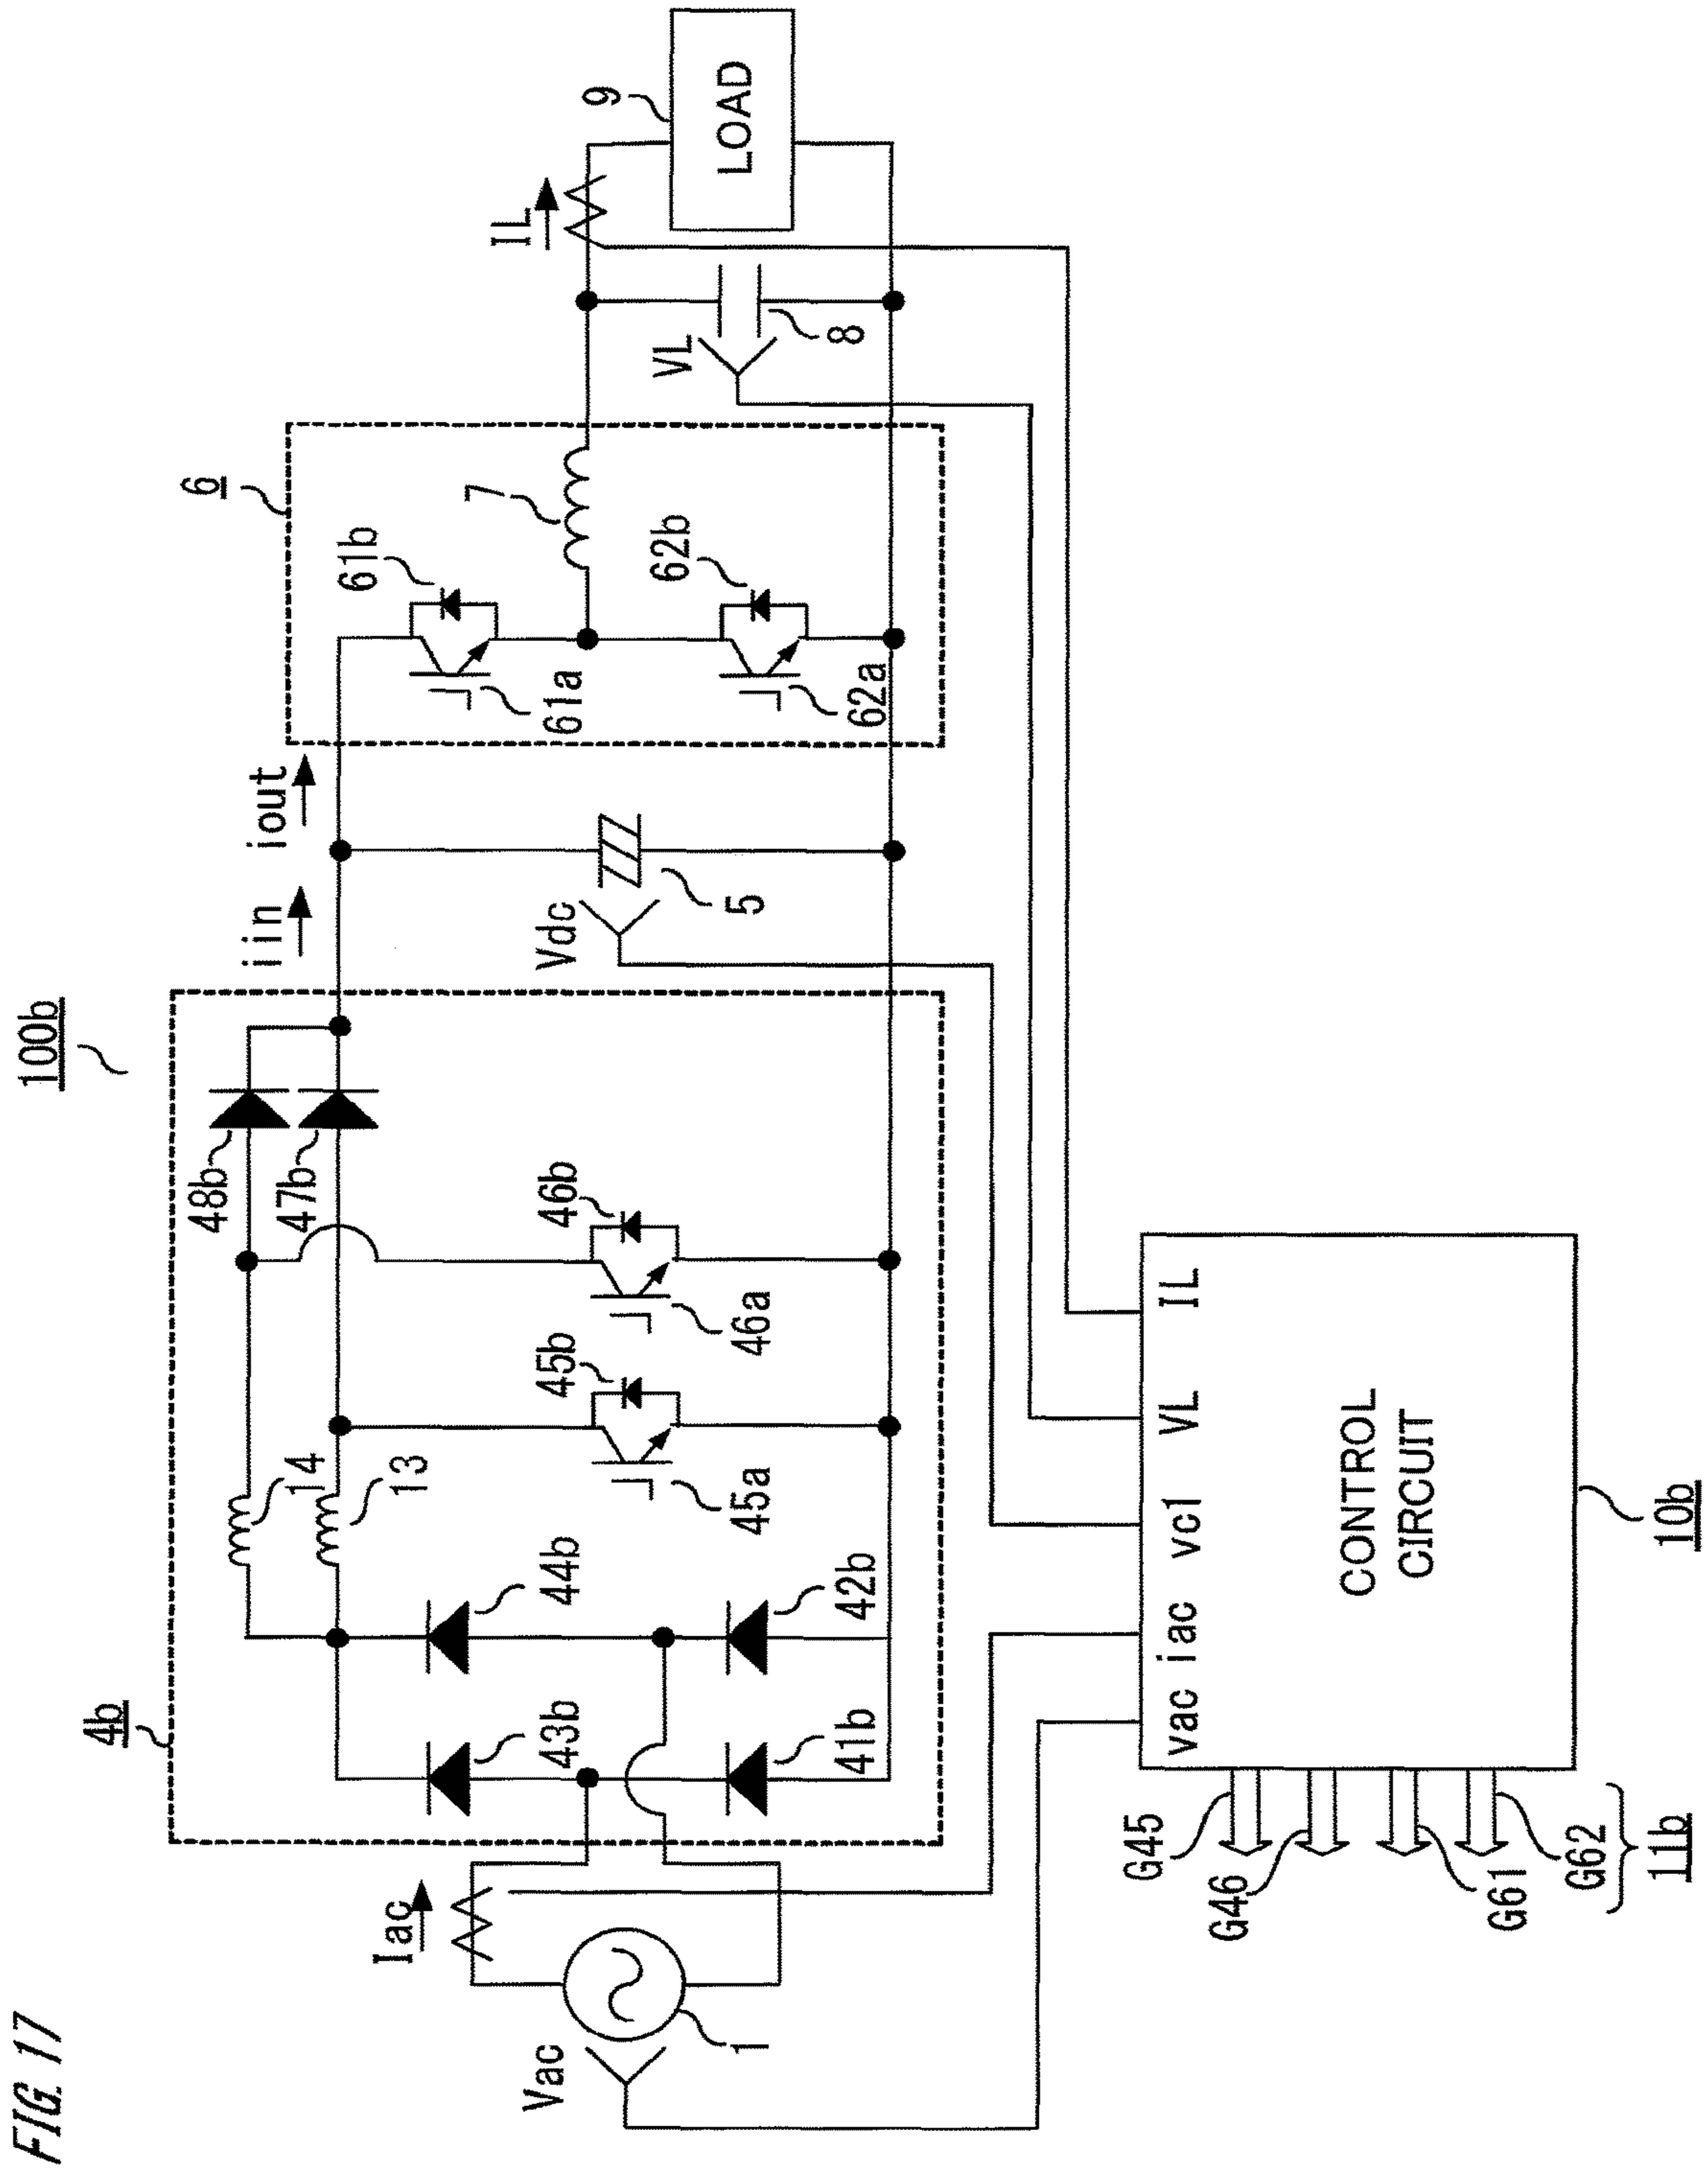 FIG. 17
100b
4b
6
iin
iout
IL
9
LOAD
48b
47b
14
13
44b
43b
42b
41b
45b
45a
46b
46a
61b
61a
62b
62a
7
VL
8
Vdc
5
Iac
Vac
1
vac
iac
vc1
VL
IL
CONTROL
CIRCUIT
10b
G45
G46
G61
G62
11b